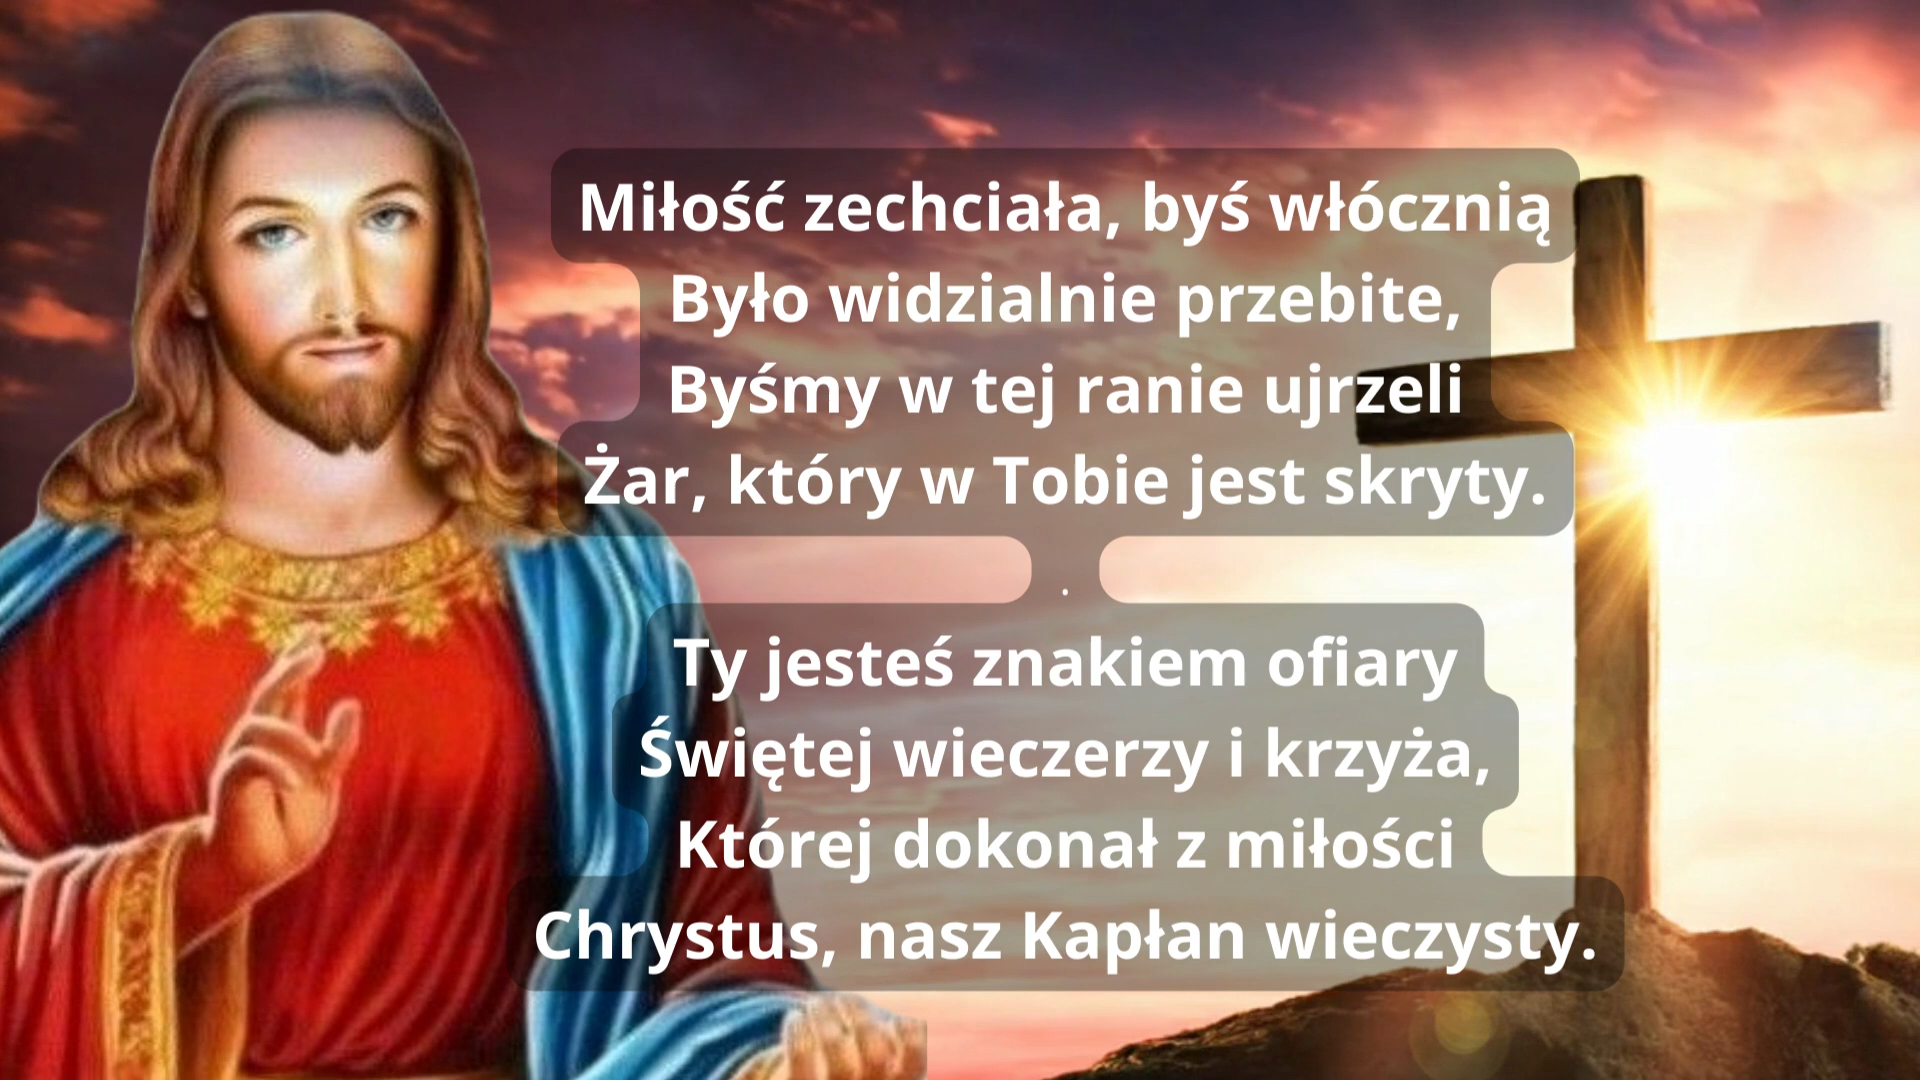 Miłość zechciała, byś włócznią
Było widzialnie przebite,
Byśmy w tej ranie ujrzeli
Żar, który w Tobie jest skryty.
.
Ty jesteś znakiem ofiary
Świętej wieczerzy i krzyża,
Której dokonał z miłości
Chrystus, nasz Kapłan wieczysty.